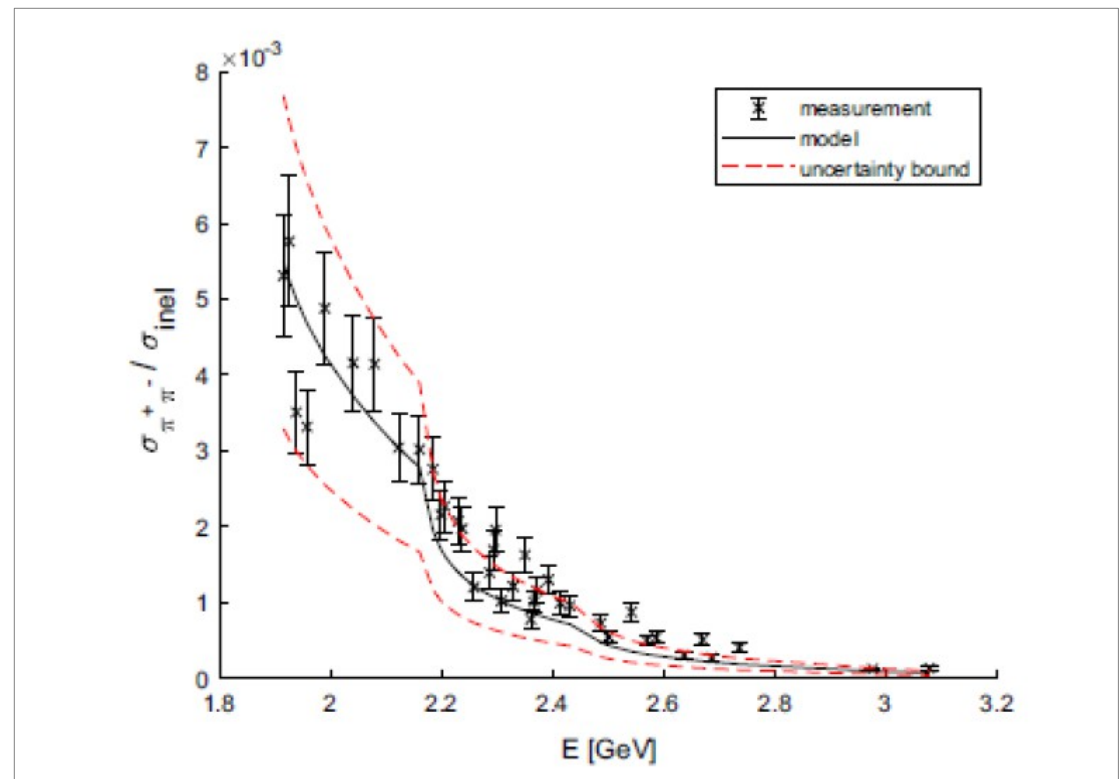 ×10⁻³
8
7
6
5
4
3
2
1
0
1.8 2 2.2 2.4 2.6 2.8 3 3.2
E [GeV]
σπ⁺π⁻ / σinel
measurement
model
uncertainty bound